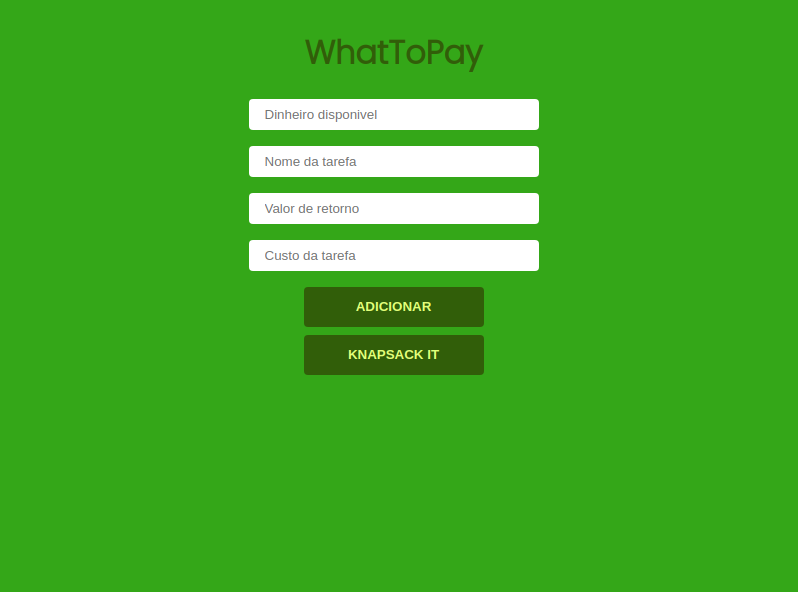 WhatToPay
Dinheiro disponivel
Nome da tarefa
Valor de retorno
Custo da tarefa
ADICIONAR
KNAPSACK IT